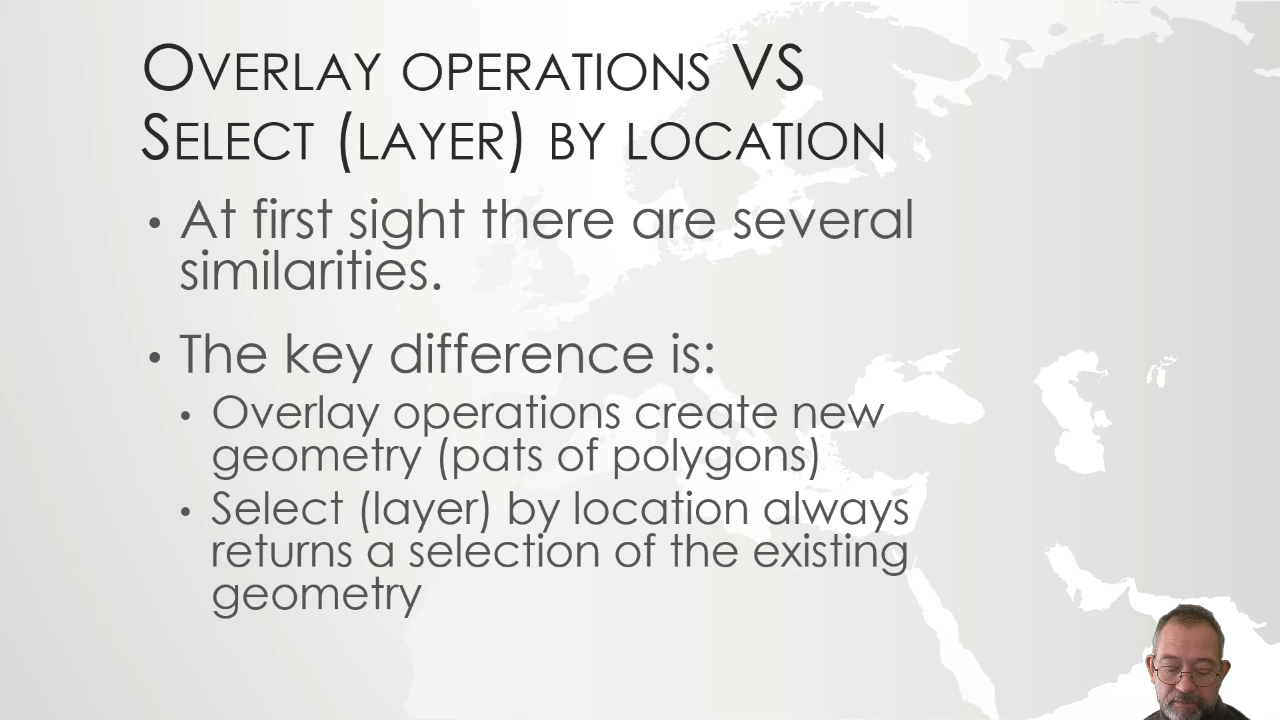 Overlay operations VS
Select (layer) by location
• At first sight there are several
similarities.
• The key difference is:
• Overlay operations create new
geometry (pats of polygons)
• Select (layer) by location always
returns a selection of the existing
geometry